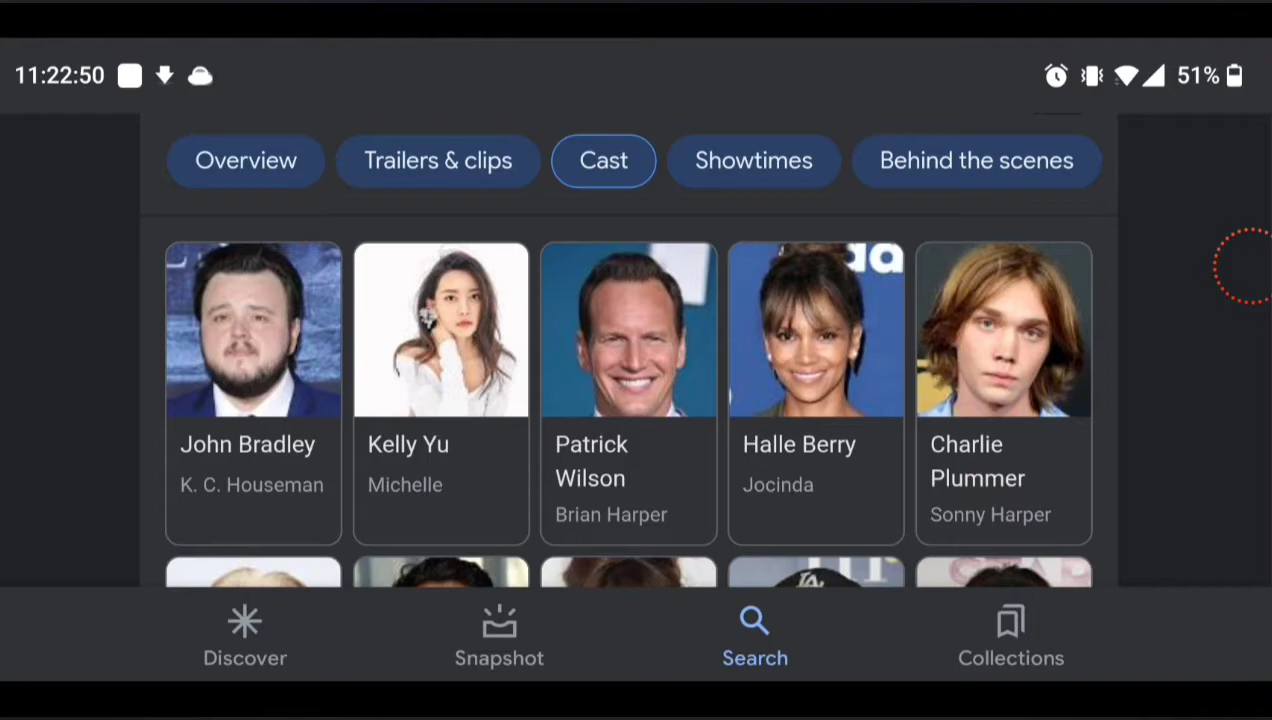 11:22:50
51%
Overview
Trailers & clips
Cast
Showtimes
Behind the scenes
John Bradley
K. C. Houseman
Kelly Yu
Michelle
Patrick
Wilson
Brian Harper
Halle Berry
Jocinda
Charlie
Plummer
Sonny Harper
Discover
Snapshot
Search
Collections